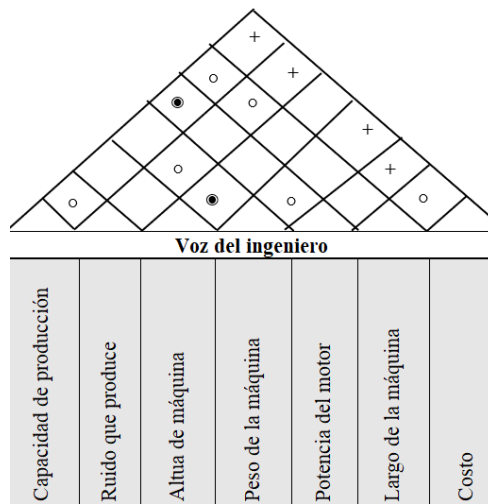 +
o +
◉ o
+
o +
o ◉ o o
Voz del ingeniero
Capacidad de producción
Ruido que produce
Altua de máquina
Peso de la máquina
Potencia del motor
Largo de la máquina
Costo